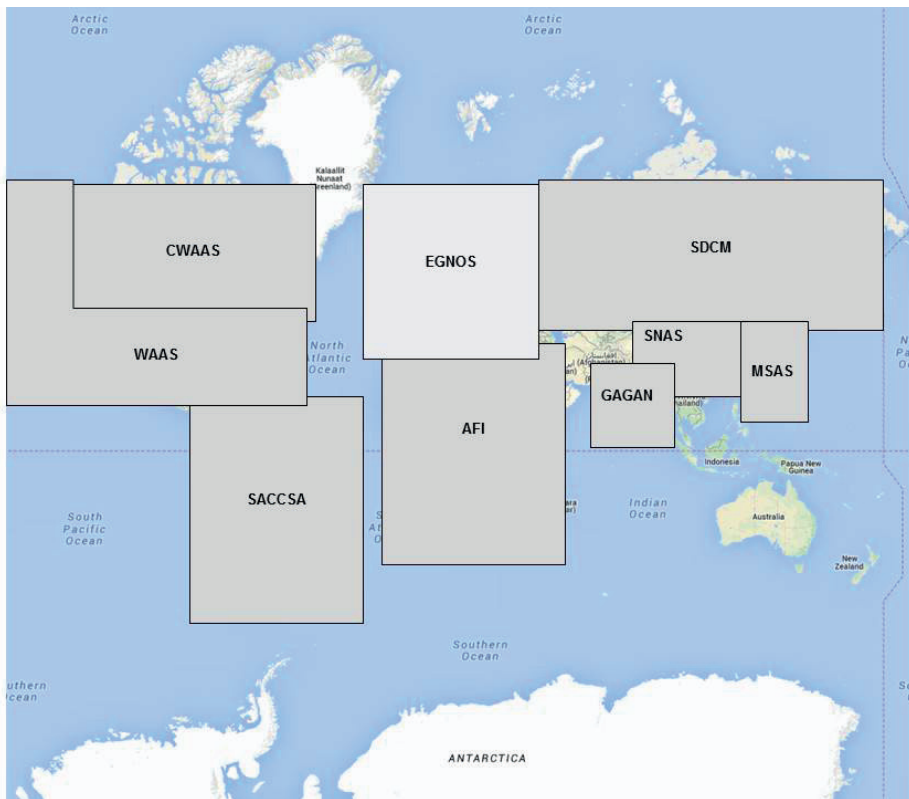 Arctic
Ocean
Arctic
Ocean
Kalaallit
Nunaat
(Greenland)
CWAAS
EGNOS
SDCM
WAAS
North
Atlantic
Ocean
SNAS
MSAS
GAGAN
AFI
SACCSA
Indonesia
Papua New
Guinea
South
Pacific
Ocean
Indian
Ocean
Australia
New
Zealand
Southern
Ocean
ANTARCTICA